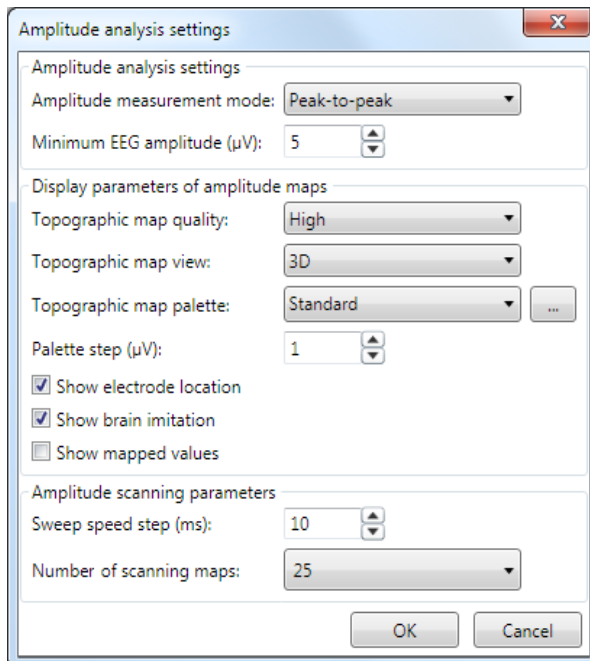 Amplitude analysis settings
Amplitude analysis settings
Amplitude measurement mode: Peak-to-peak
Minimum EEG amplitude (μV): 5
Display parameters of amplitude maps
Topographic map quality: High
Topographic map view: 3D
Topographic map palette: Standard ...
Palette step (μV): 1
Show electrode location
Show brain imitation
Show mapped values
Amplitude scanning parameters
Sweep speed step (ms): 10
Number of scanning maps: 25
OK Cancel